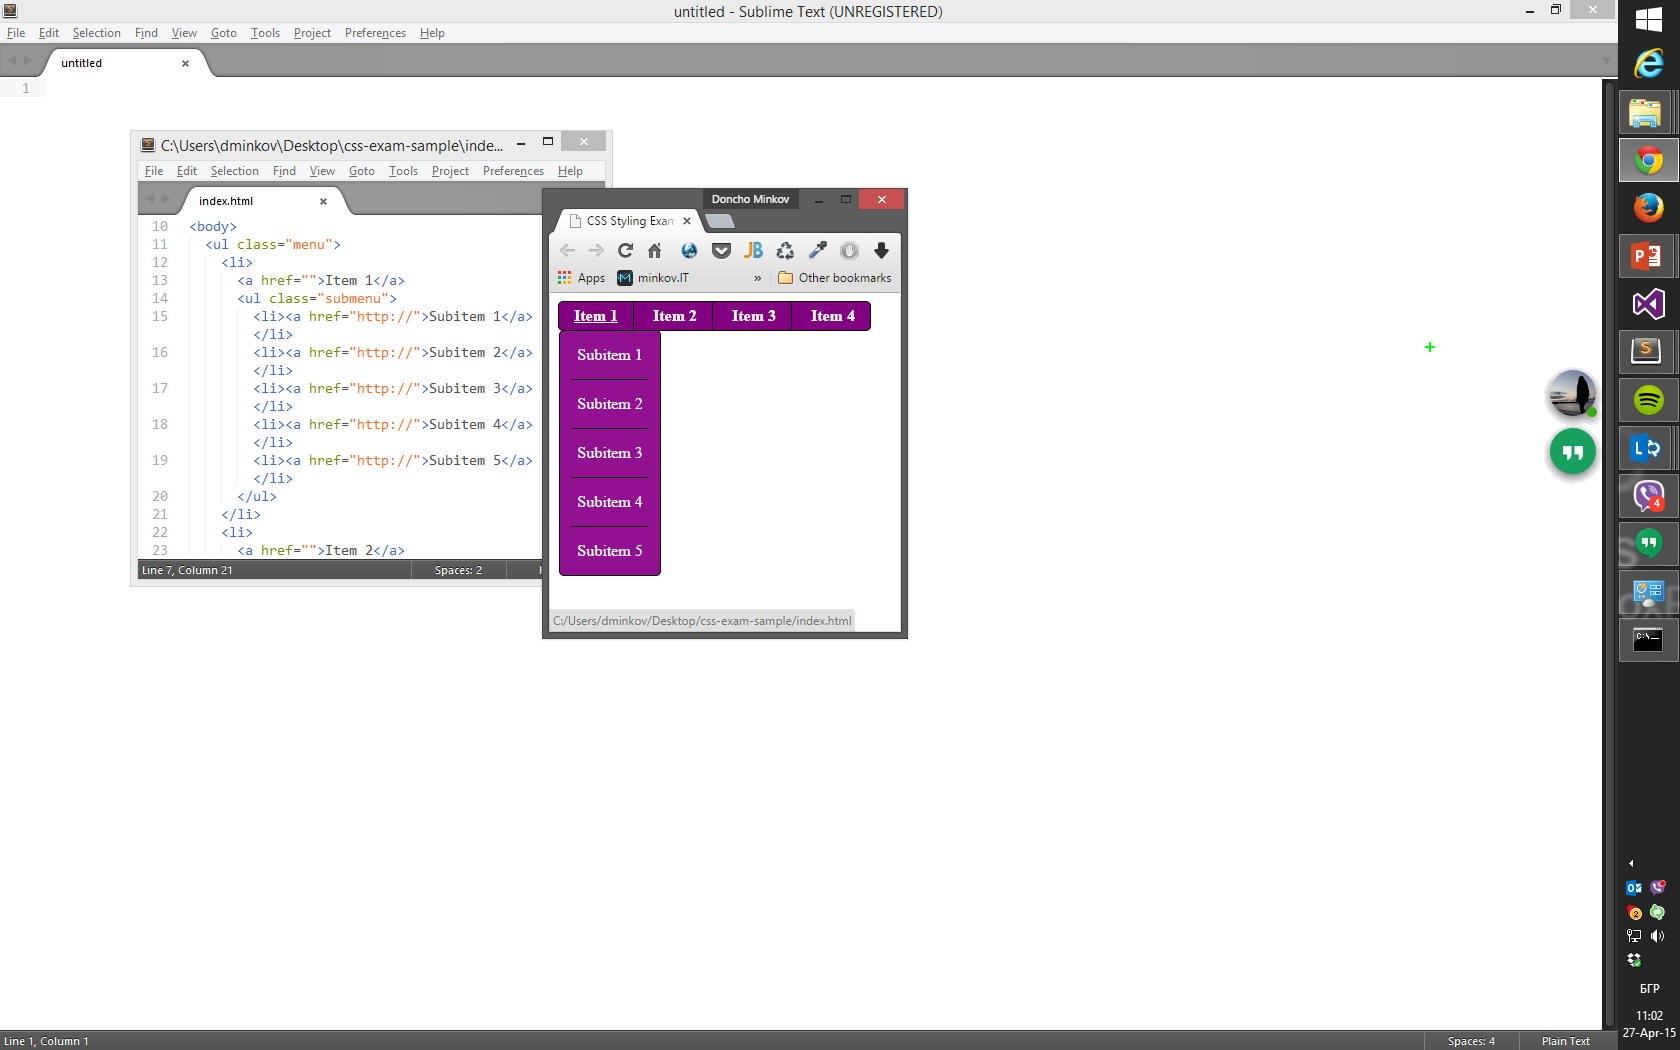 untitled - Sublime Text (UNREGISTERED)
File Edit Selection Find View Goto Tools Project Preferences Help
untitled
1
C:\Users\dminkov\Desktop\css-exam-sample\inde...
File Edit Selection Find View Goto Tools Project Preferences Help
index.html
10 <body>
11 <ul class="menu">
12 <li>
13 <a href="">Item 1</a>
14 <ul class="submenu">
15 <li><a href="http://">Subitem 1</a>
</li>
16 <li><a href="http://">Subitem 2</a>
</li>
17 <li><a href="http://">Subitem 3</a>
</li>
18 <li><a href="http://">Subitem 4</a>
</li>
19 <li><a href="http://">Subitem 5</a>
</li>
20 </ul>
21 </li>
22 <li>
23 <a href="">Item 2</a>
Line 7, Column 21 Spaces: 2
Doncho Minkov
CSS Styling Exam
JB
Apps minkov.IT » Other bookmarks
Item 1 Item 2 Item 3 Item 4
Subitem 1
Subitem 2
Subitem 3
Subitem 4
Subitem 5
C:/Users/dminkov/Desktop/css-exam-sample/index.html
4
C:\
2
БГР
11:02
27-Apr-15
Line 1, Column 1 Spaces: 4 Plain Text